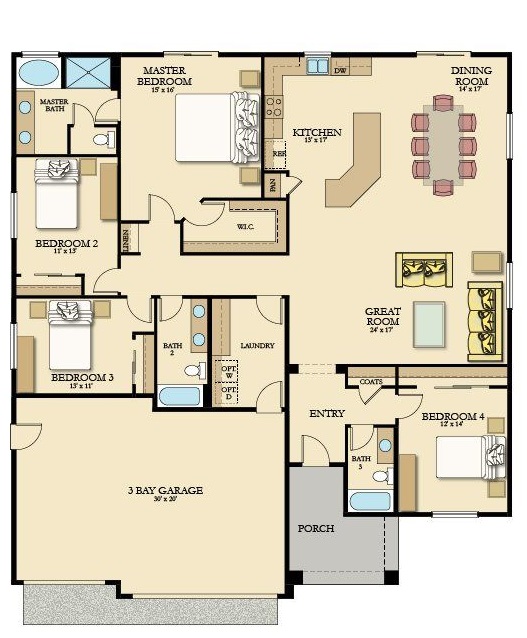 MASTER
BEDROOM
15' x 16'
DW
DINING
ROOM
14' x 17'
MASTER
BATH
KITCHEN
13' x 17'
REF
PAN
BEDROOM 2
11' x 13'
LINEN
W.I.C.
GREAT
ROOM
24' x 17'
BATH
2
LAUNDRY
OPT
W
OPT
D
BEDROOM 3
13' x 11'
COATS
ENTRY
BEDROOM 4
12' x 14'
BATH
3
3 BAY GARAGE
30' x 20'
PORCH